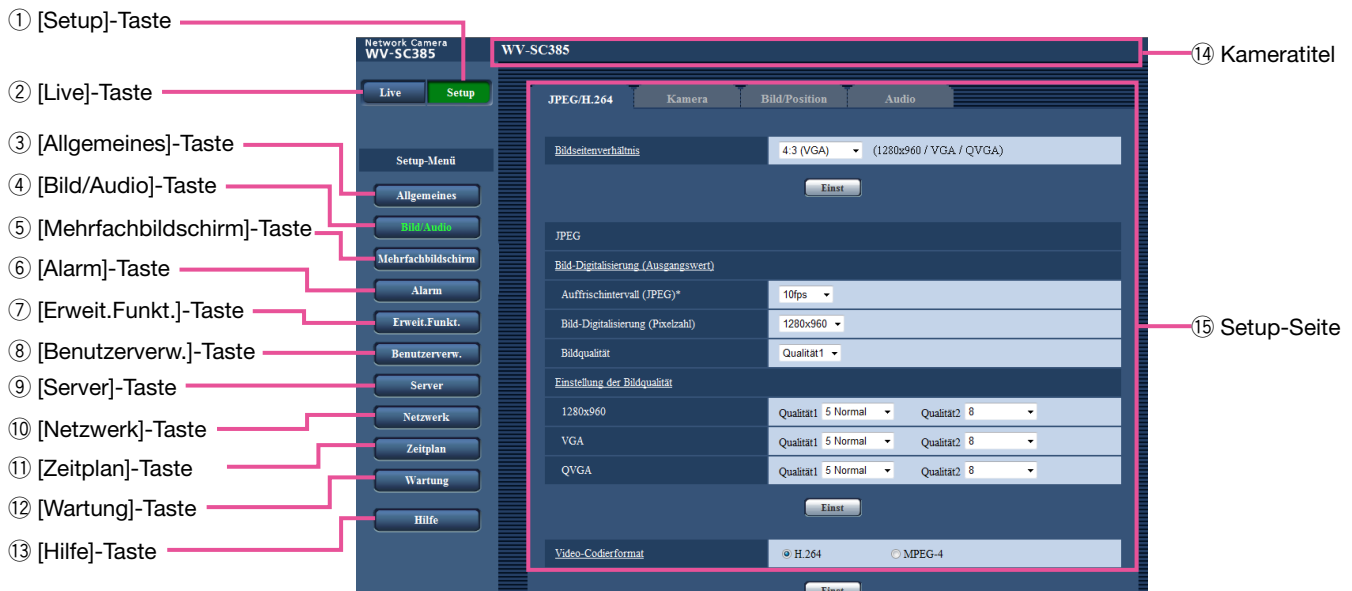 ① [Setup]-Taste
② [Live]-Taste
③ [Allgemeines]-Taste
④ [Bild/Audio]-Taste
⑤ [Mehrfachbildschirm]-Taste
⑥ [Alarm]-Taste
⑦ [Erweit.Funkt.]-Taste
⑧ [Benutzerverw.]-Taste
⑨ [Server]-Taste
⑩ [Netzwerk]-Taste
⑪ [Zeitplan]-Taste
⑫ [Wartung]-Taste
⑬ [Hilfe]-Taste
Network Camera
WV-SC385
Live Setup
Setup-Menü
Allgemeines
Bild/Audio
Mehrfachbildschirm
Alarm
Erweit.Funkt.
Benutzerverw.
Server
Netzwerk
Zeitplan
Wartung
Hilfe
WV-SC385
JPEG/H.264 Kamera Bild/Position Audio
Bildseitenverhältnis 4:3 (VGA) (1280x960 / VGA / QVGA)
Einst
JPEG
Bild-Digitalisierung (Ausgangswert)
Auffrischintervall (JPEG)* 10fps
Bild-Digitalisierung (Pixelzahl) 1280x960
Bildqualität Qualität1
Einstellung der Bildqualität
1280x960 Qualität1 5 Normal Qualität2 8
VGA Qualität1 5 Normal Qualität2 8
QVGA Qualität1 5 Normal Qualität2 8
Einst
Video-Codierformat H.264 MPEG-4
Einst
⑭ Kameratitel
⑮ Setup-Seite